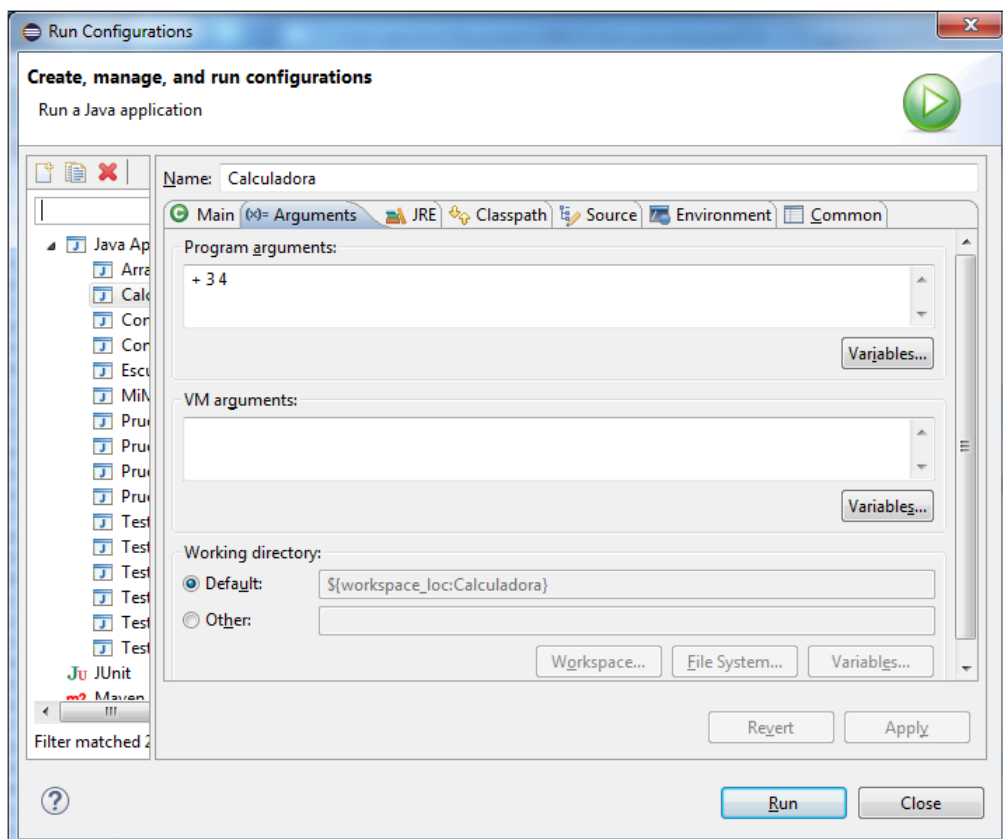 Run Configurations
Create, manage, and run configurations
Run a Java application
Name: Calculadora
Main (x)= Arguments JRE Classpath Source Environment Common
Java Ap
Arra
Calc
Con
Con
Escu
MiM
Pru
Pru
Pru
Pru
Test
Test
Test
Test
Test
Test
JU JUnit
m2 Maven
Filter matched 2
Program arguments:
+ 3 4
Variables...
VM arguments:
Variables...
Working directory:
Default: ${workspace_loc:Calculadora}
Other:
Workspace... File System... Variables...
Revert Apply
? Run Close